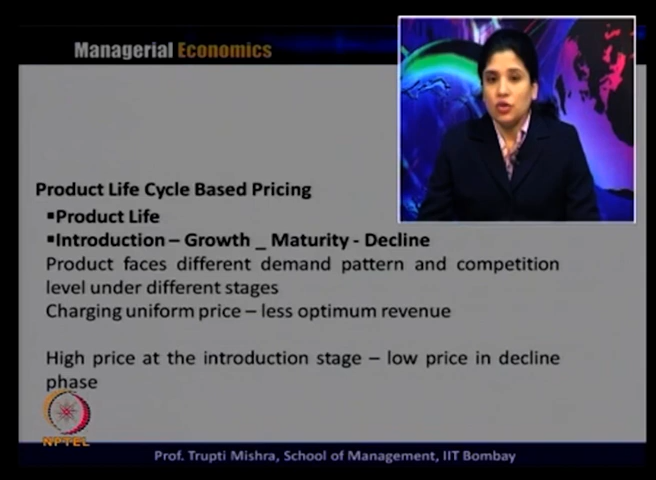 Managerial Economics
Product Life Cycle Based Pricing
▪Product Life
▪Introduction – Growth _ Maturity - Decline
Product faces different demand pattern and competition
level under different stages
Charging uniform price – less optimum revenue
High price at the introduction stage – low price in decline
phase
NPTEL
Prof. Trupti Mishra, School of Management, IIT Bombay